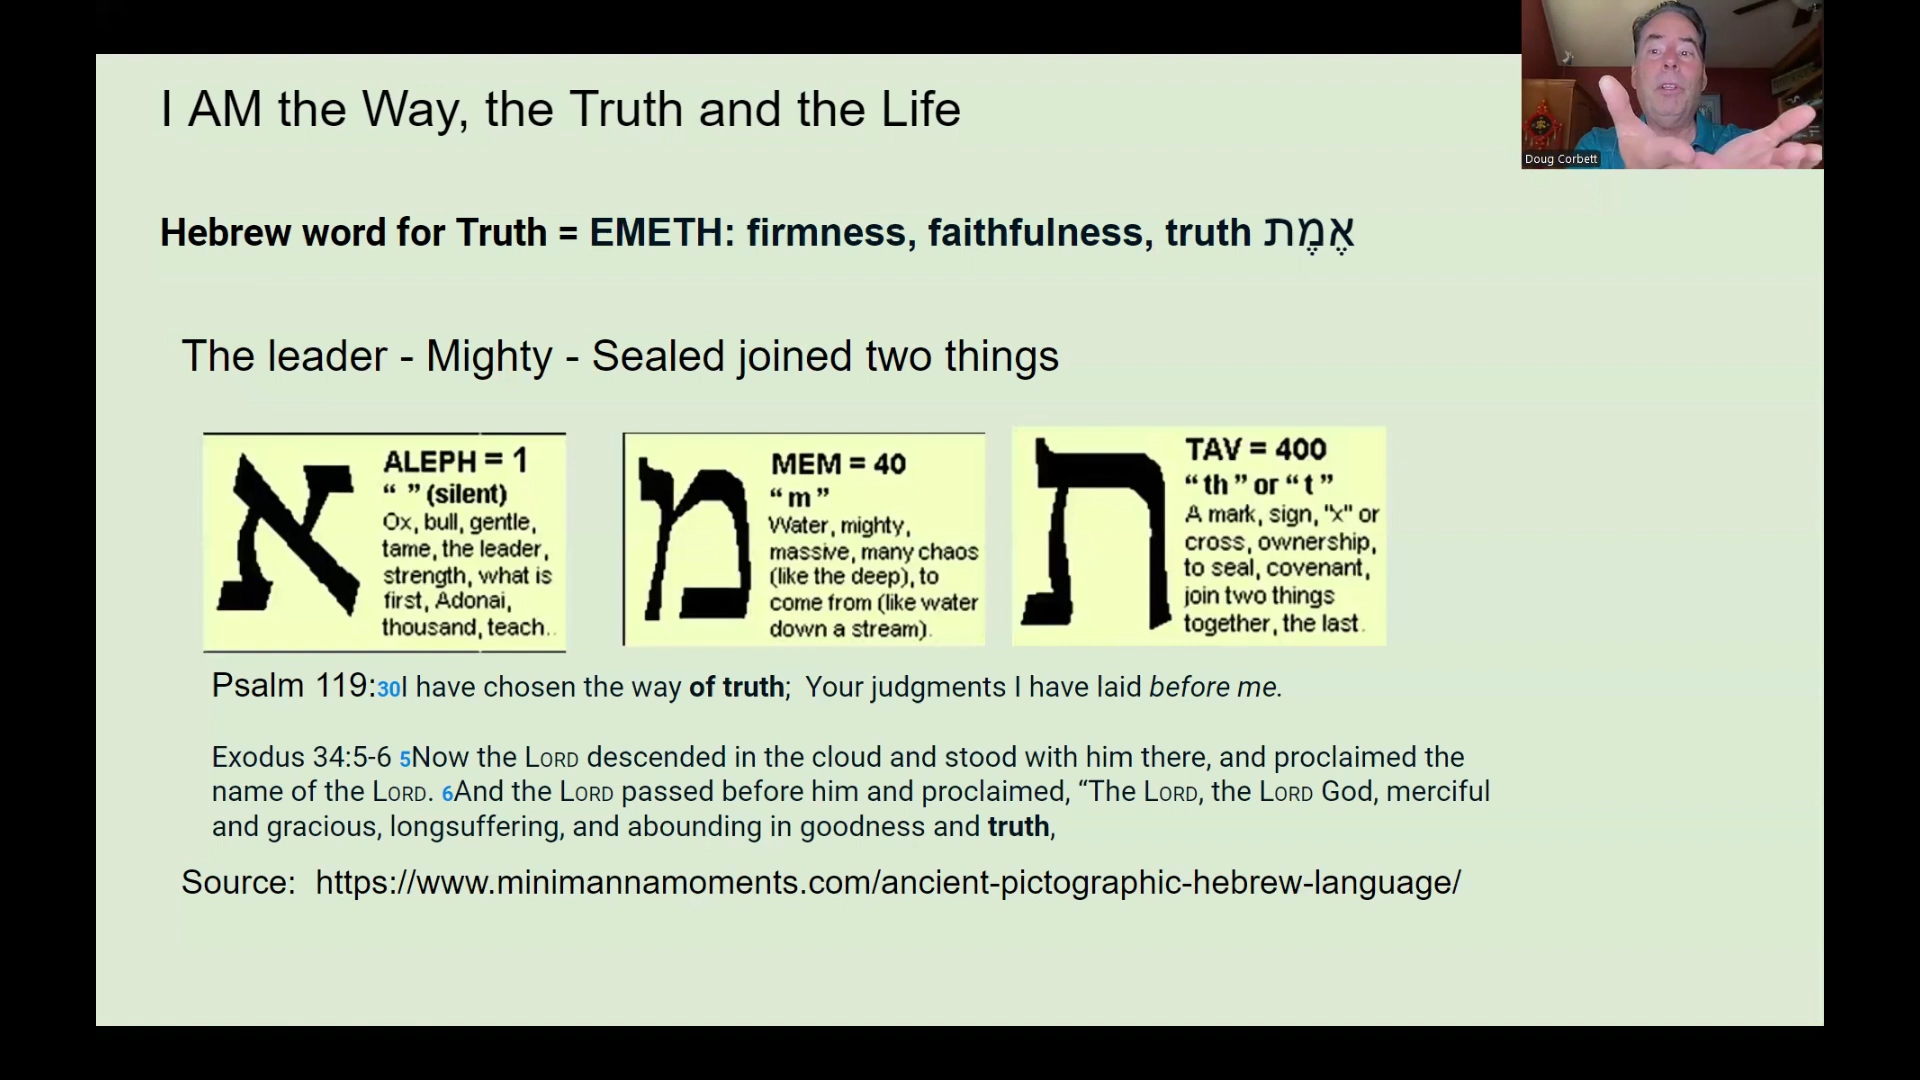 I AM the Way, the Truth and the Life
Doug Corbett
Hebrew word for Truth = EMETH: firmness, faithfulness, truth אֶמֶת
The leader - Mighty - Sealed joined two things
א
ALEPH = 1
“ ” (silent)
Ox, bull, gentle,
tame, the leader,
strength, what is
first, Adonai,
thousand, teach..
מ
MEM = 40
“ m ”
Water, mighty,
massive, many chaos
(like the deep), to
come from (like water
down a stream).
ת
TAV = 400
“ th ” or “ t ”
A mark, sign, "x" or
cross, ownership,
to seal, covenant,
join two things
together, the last.
Psalm 119:30I have chosen the way of truth; Your judgments I have laid before me.
Exodus 34:5-6 5Now the LORD descended in the cloud and stood with him there, and proclaimed the
name of the LORD. 6And the LORD passed before him and proclaimed, “The LORD, the LORD God, merciful
and gracious, longsuffering, and abounding in goodness and truth,
Source: https://www.minimannamoments.com/ancient-pictographic-hebrew-language/